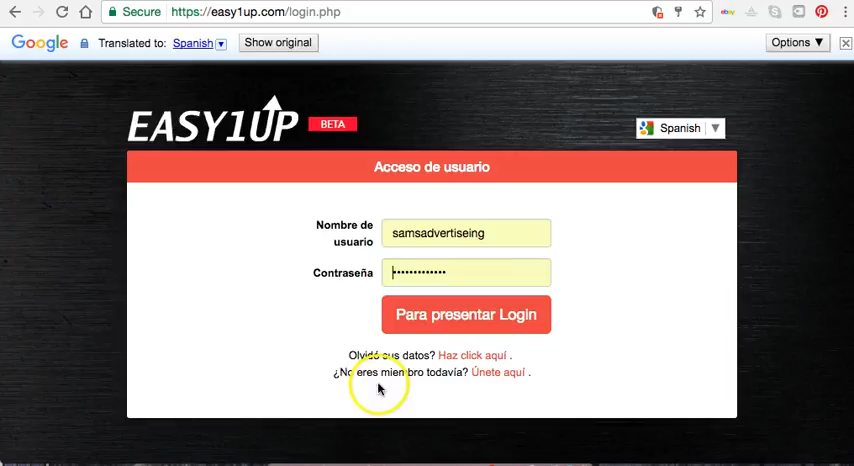 Secure https://easy1up.com/login.php
Google Translated to: Spanish Show original Options ▼
EASY1UP BETA
Spanish ▼
Acceso de usuario
Nombre de
usuario
samsadvertiseing
Contraseña •••••••••••••
Para presentar Login
Olvidó sus datos? Haz click aquí .
¿No eres miembro todavía? Únete aquí .